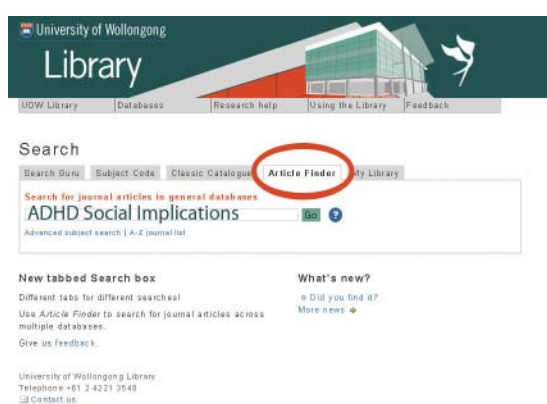 University of Wollongong
Library
UOW Library Databases Research help Using the Library Feedback
Search
Search Guru Subject Code Classic Catalogue Article Finder My Library
Search for journal articles in general databases
ADHD Social Implications Go ?
Advanced subject search | A-Z journal list
New tabbed Search box
Different tabs for different searches!
Use Article Finder to search for journal articles across
multiple databases.
Give us feedback.
What's new?
Did you find it?
More news
University of Wollongong Library
Telephone +61 2 4221 3548
Contact us